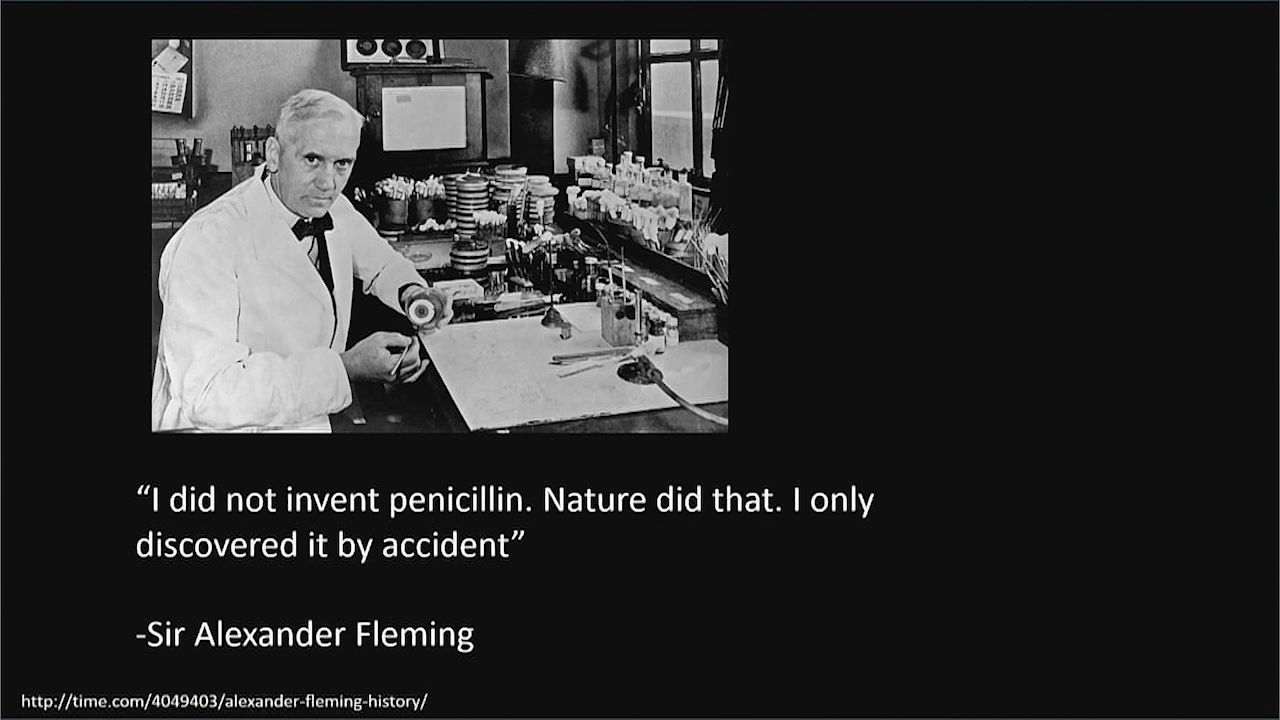 “I did not invent penicillin. Nature did that. I only
discovered it by accident”
-Sir Alexander Fleming
http://time.com/4049403/alexander-fleming-history/